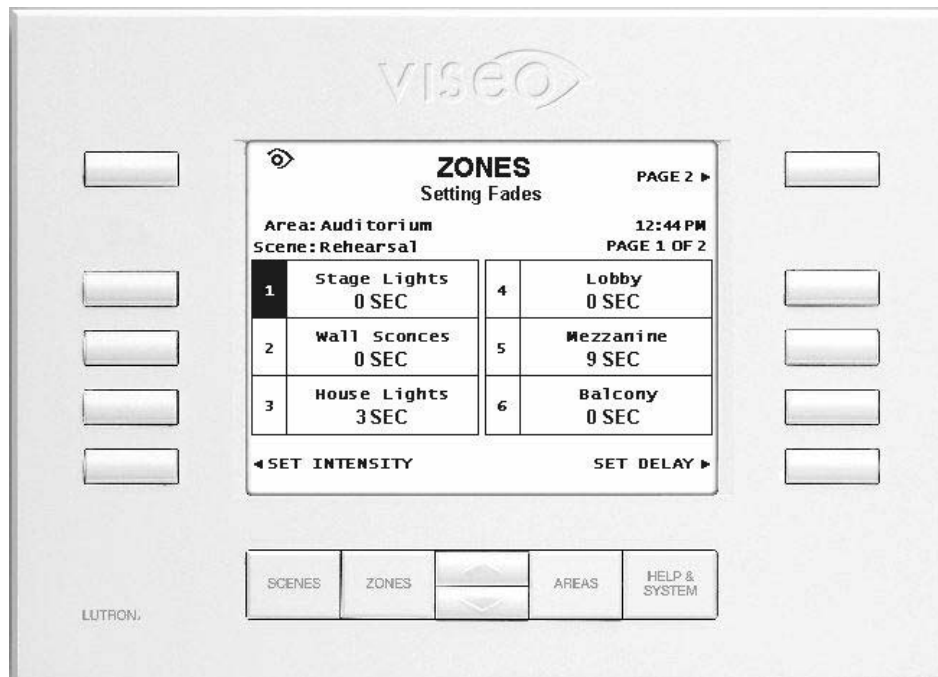 VISEO
ZONES
Setting Fades
PAGE 2 ▶
Area: Auditorium
12:44 PM
Scene: Rehearsal
PAGE 1 OF 2
1
Stage Lights
0 SEC
4
Lobby
0 SEC
2
Wall Sconces
0 SEC
5
Mezzanine
9 SEC
3
House Lights
3 SEC
6
Balcony
0 SEC
◀ SET INTENSITY
SET DELAY ▶
SCENES
ZONES
AREAS
HELP &
SYSTEM
LUTRON.